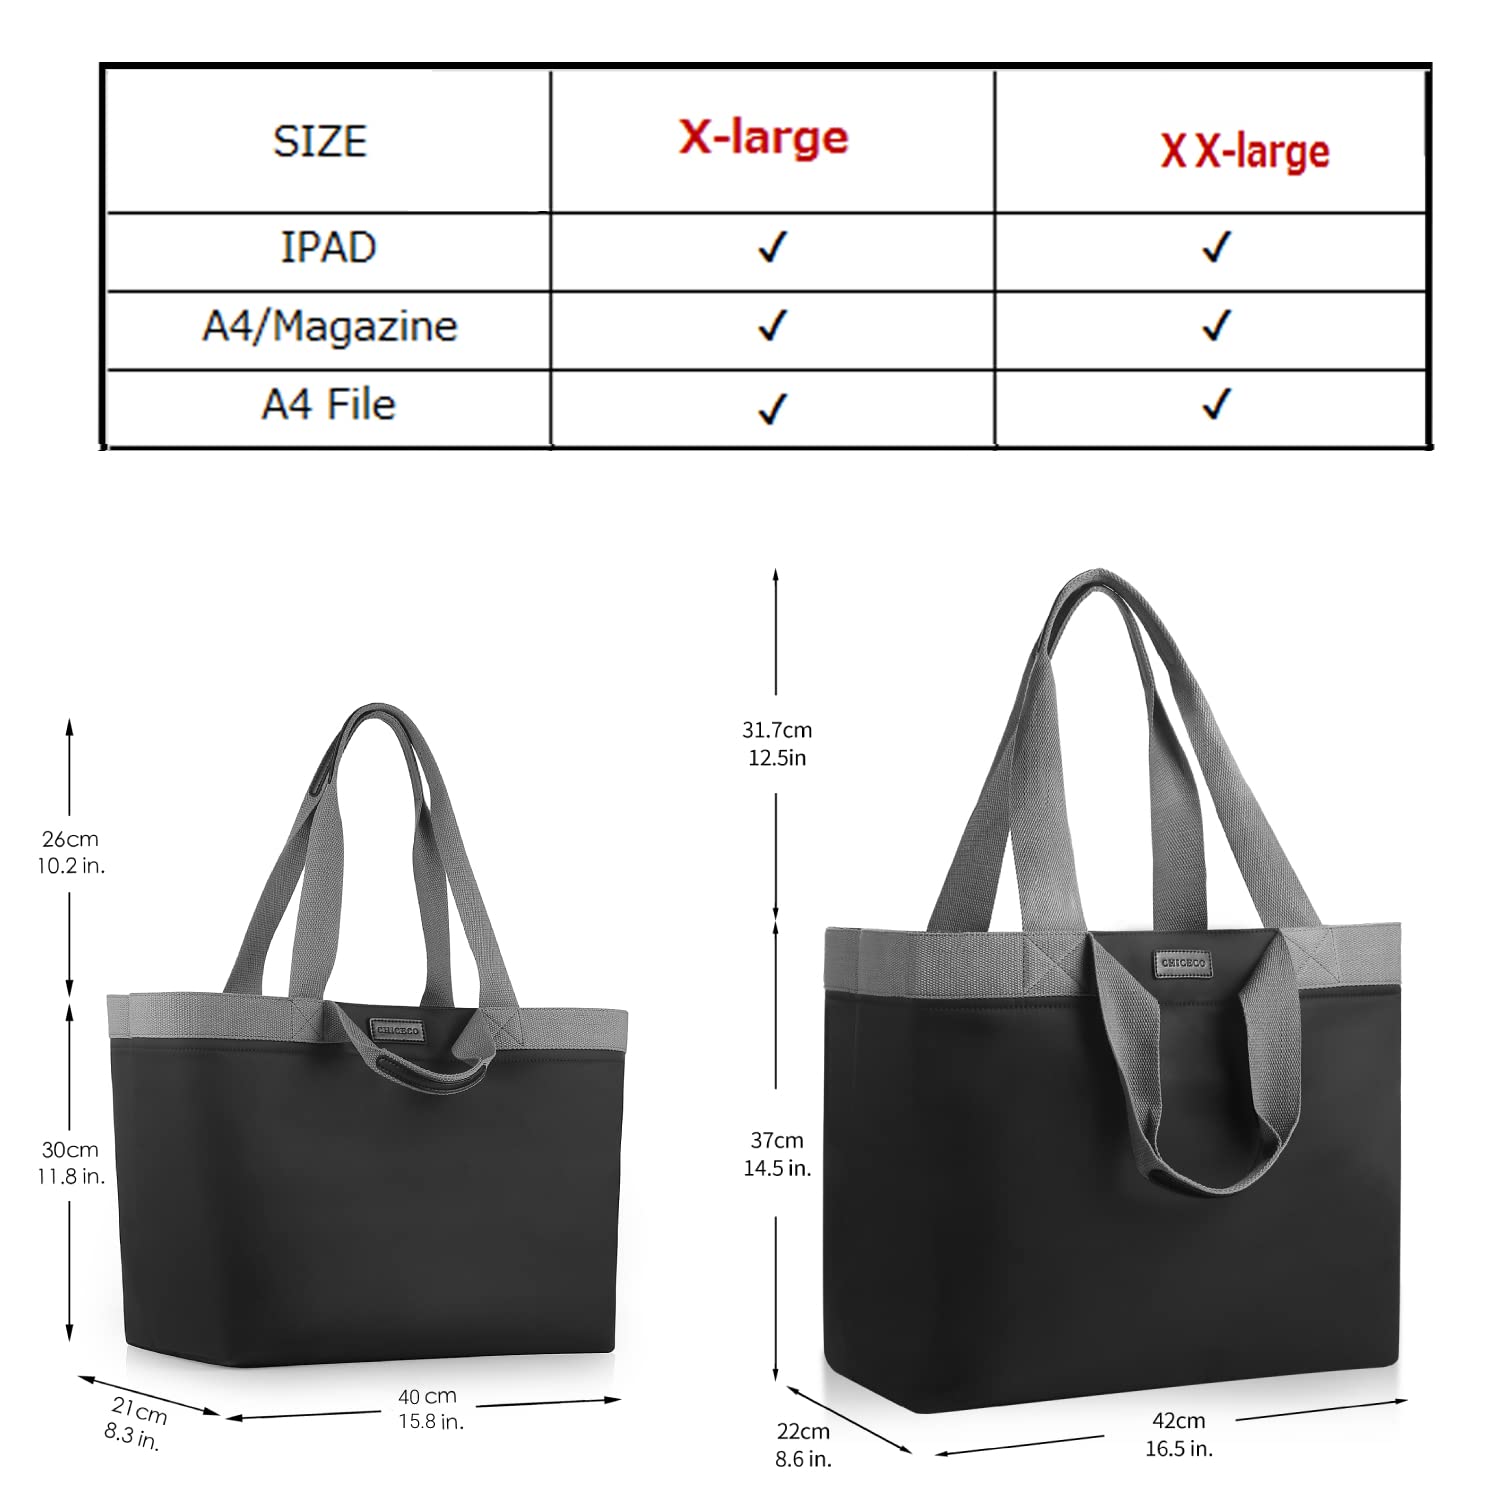 SIZE X-large X X-large
IPAD ✓ ✓
A4/Magazine ✓ ✓
A4 File ✓ ✓
26cm
10.2 in.
30cm
11.8 in.
21cm
8.3 in.
40 cm
15.8 in.
CHICECO
31.7cm
12.5in
37cm
14.5 in.
22cm
8.6 in.
42cm
16.5 in.
CHICECO